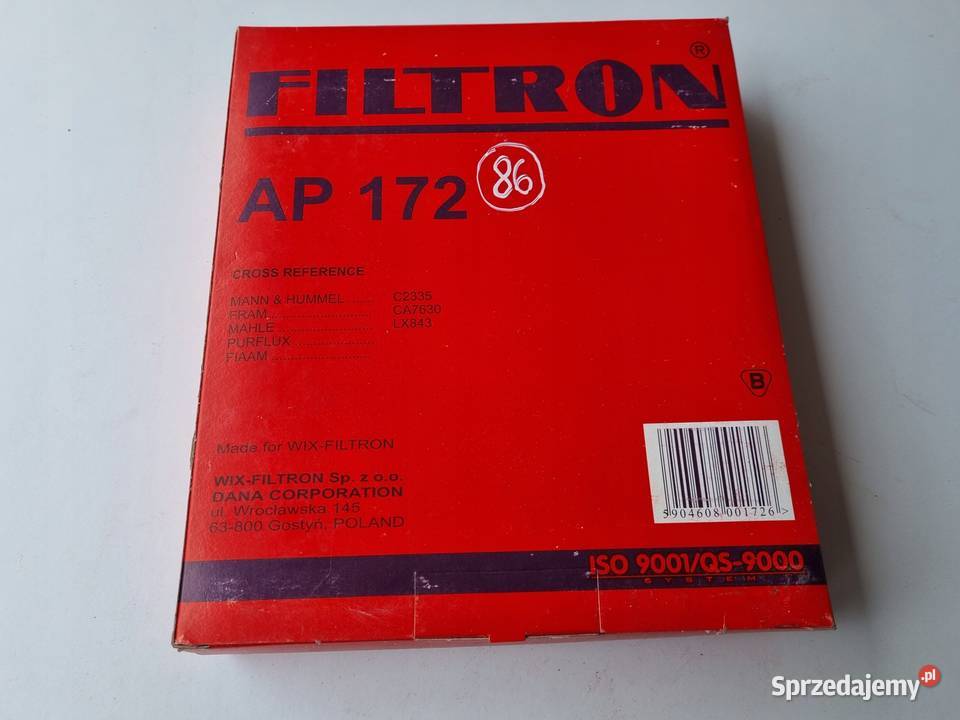 FILTRON ®
AP 172 86
CROSS REFERENCE
MANN & HUMMEL ...... C2335
FRAM .......................... CA7630
MAHLE ........................ LX843
PURFLUX .....................
FIAAM ..........................
B
Made for WIX-FILTRON
WIX-FILTRON Sp. z o.o.
DANA CORPORATION
ul. Wrocławska 145
63-800 Gostyń, POLAND
5904608 001726 >
ISO 9001/QS-9000
SYSTEM
Sprzedajemy.pl